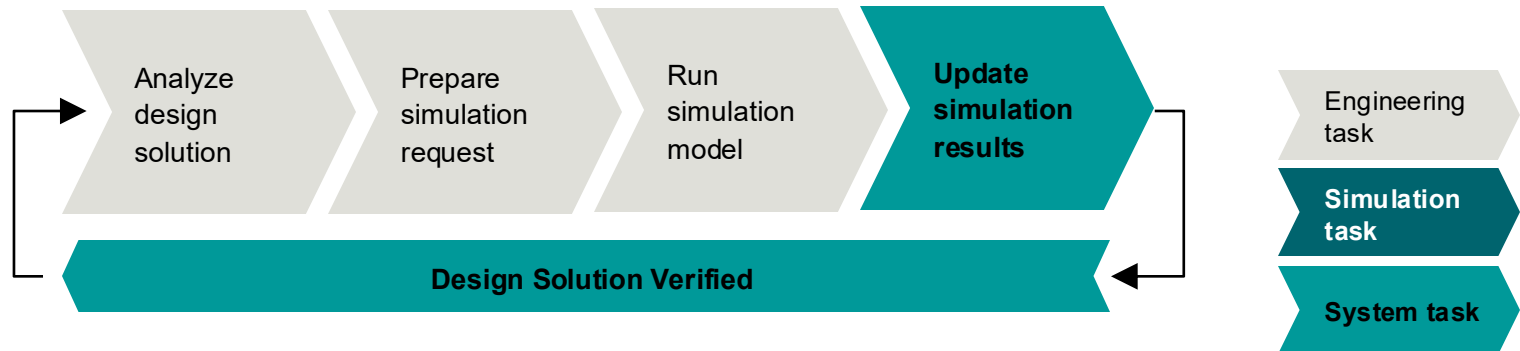 Analyze
design
solution
Prepare
simulation
request
Run
simulation
model
Update
simulation
results
Design Solution Verified
Engineering
task
Simulation
task
System task